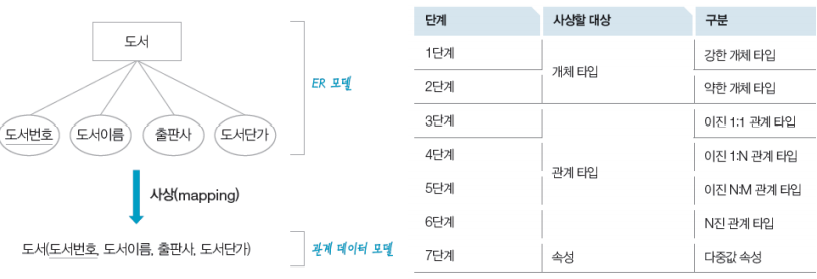 도서
ER 모델
도서번호 도서이름 출판사 도서단가
사상(mapping)
도서(도서번호, 도서이름, 출판사, 도서단가)
관계 데이터 모델
단계 사상할 대상 구분
1단계 개체 타입 강한 개체 타입
2단계 약한 개체 타입
3단계 관계 타입 이진 1:1 관계 타입
4단계 이진 1:N 관계 타입
5단계 이진 N:M 관계 타입
6단계 N진 관계 타입
7단계 속성 다중값 속성